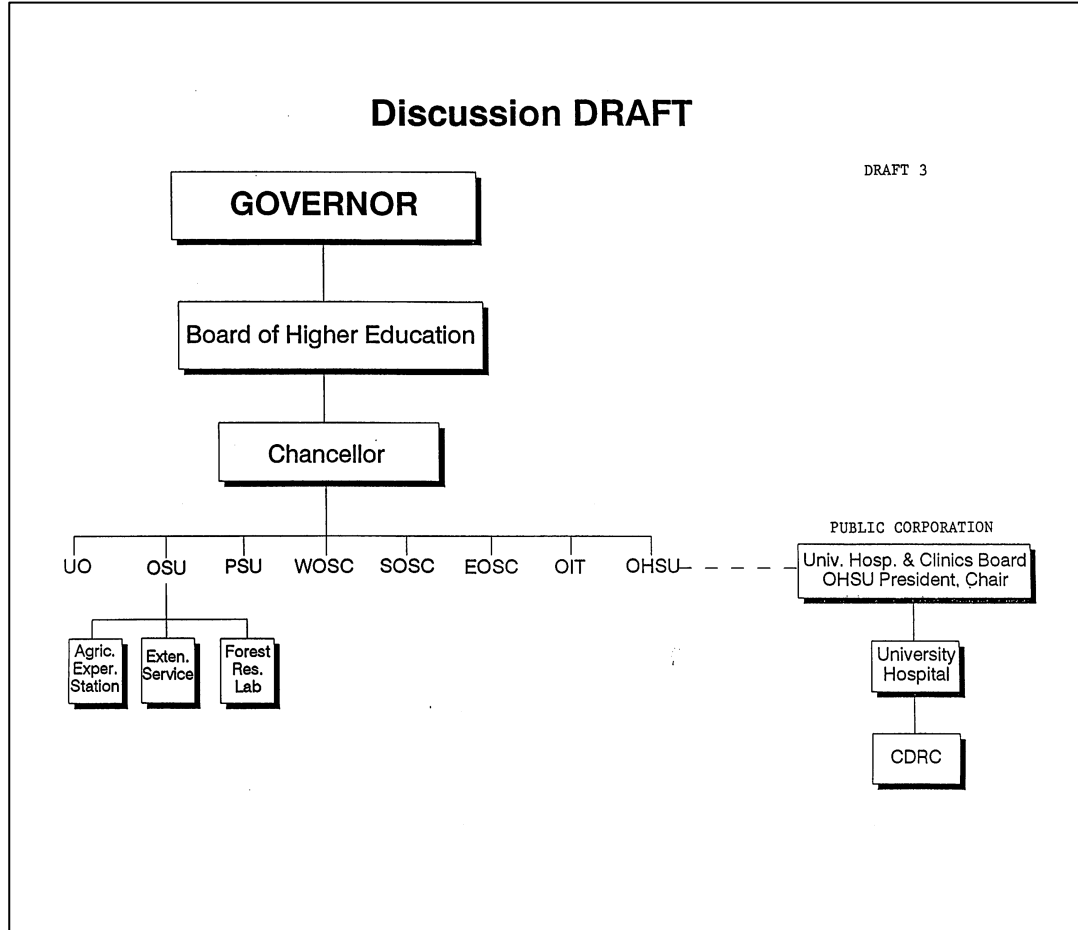 Discussion DRAFT
DRAFT 3
GOVERNOR
Board of Higher Education
Chancellor
UO OSU PSU WOSC SOSC EOSC OIT OHSU
PUBLIC CORPORATION
Univ. Hosp. & Clinics Board
OHSU President, Chair
Agric.
Exper.
Station
Exten.
Service
Forest
Res.
Lab
University
Hospital
CDRC